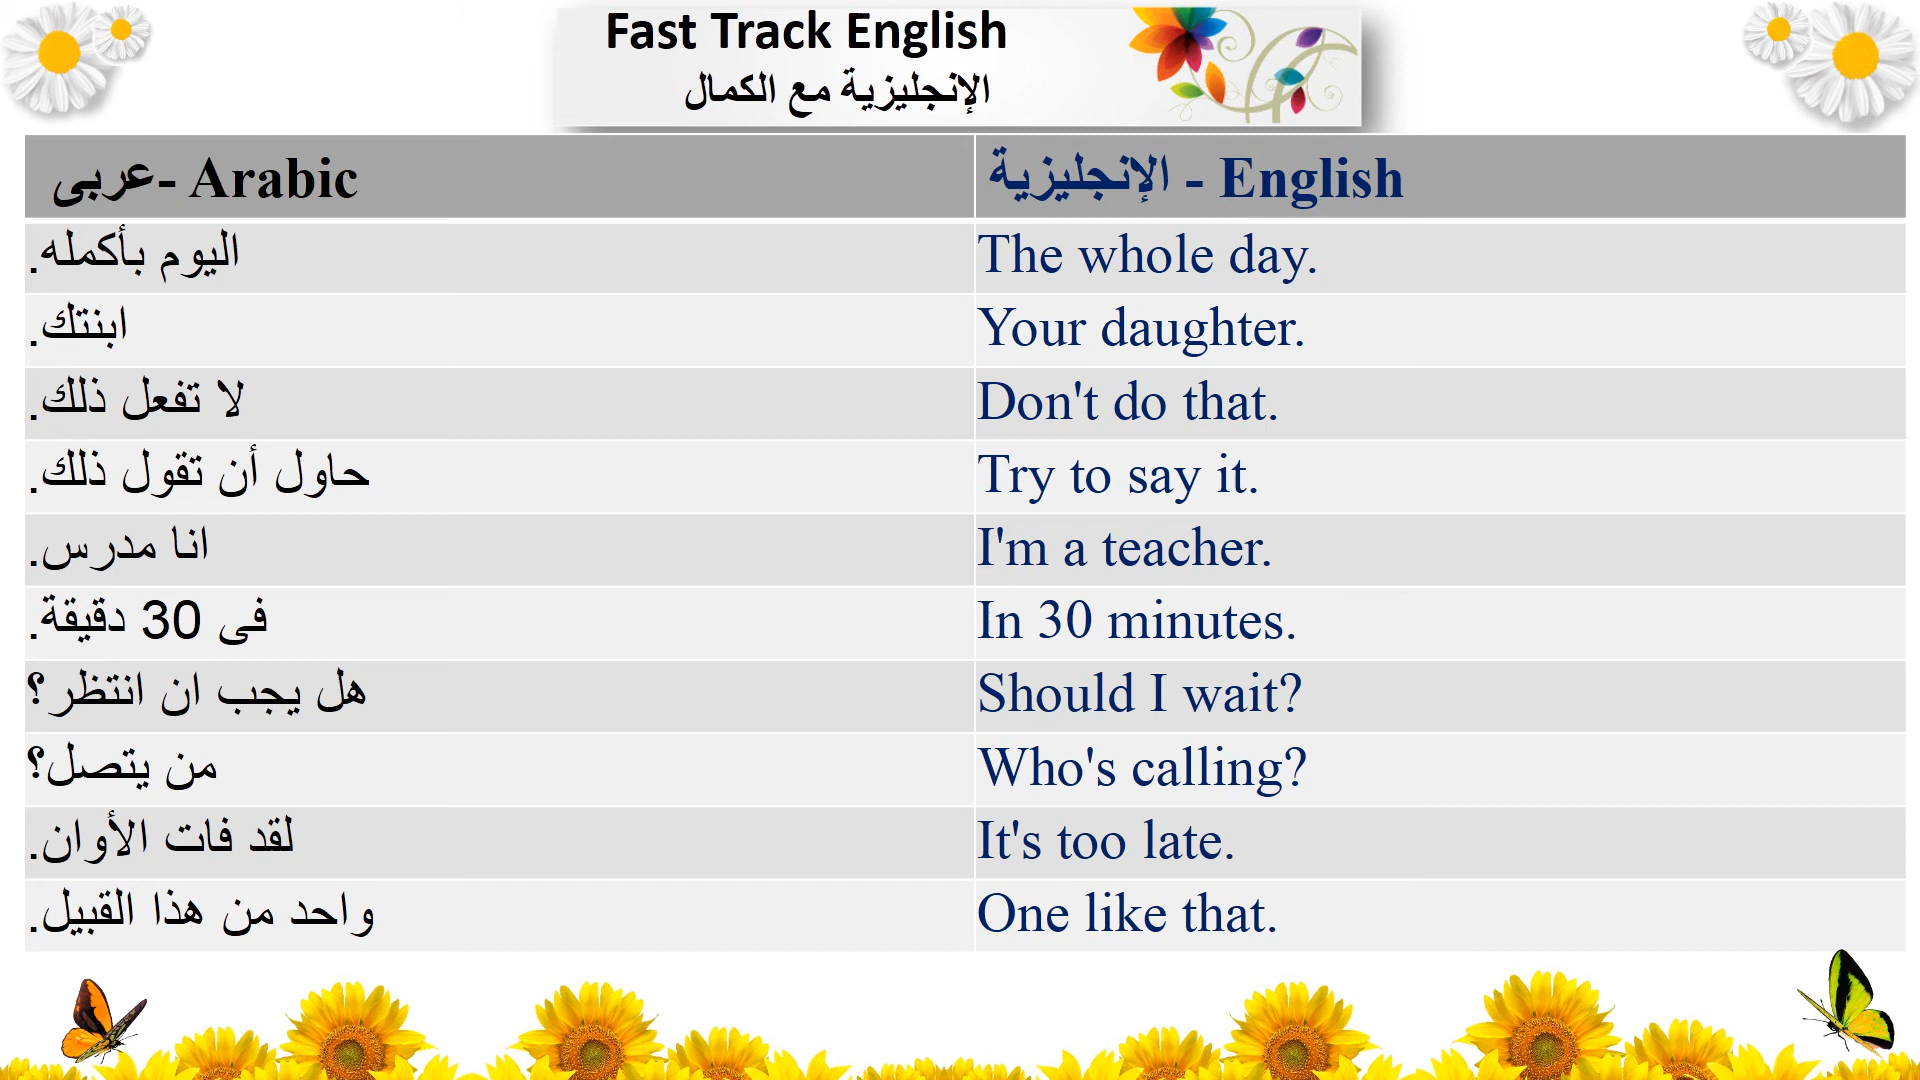 Fast Track English
الإنجليزية مع الكمال
عربى- Arabic
الإنجليزية - English
اليوم بأكمله.
The whole day.
ابنتك.
Your daughter.
لا تفعل ذلك.
Don't do that.
حاول أن تقول ذلك.
Try to say it.
انا مدرس.
I'm a teacher.
فى 30 دقيقة.
In 30 minutes.
هل يجب ان انتظر؟
Should I wait?
من يتصل؟
Who's calling?
لقد فات الأوان.
It's too late.
واحد من هذا القبيل.
One like that.